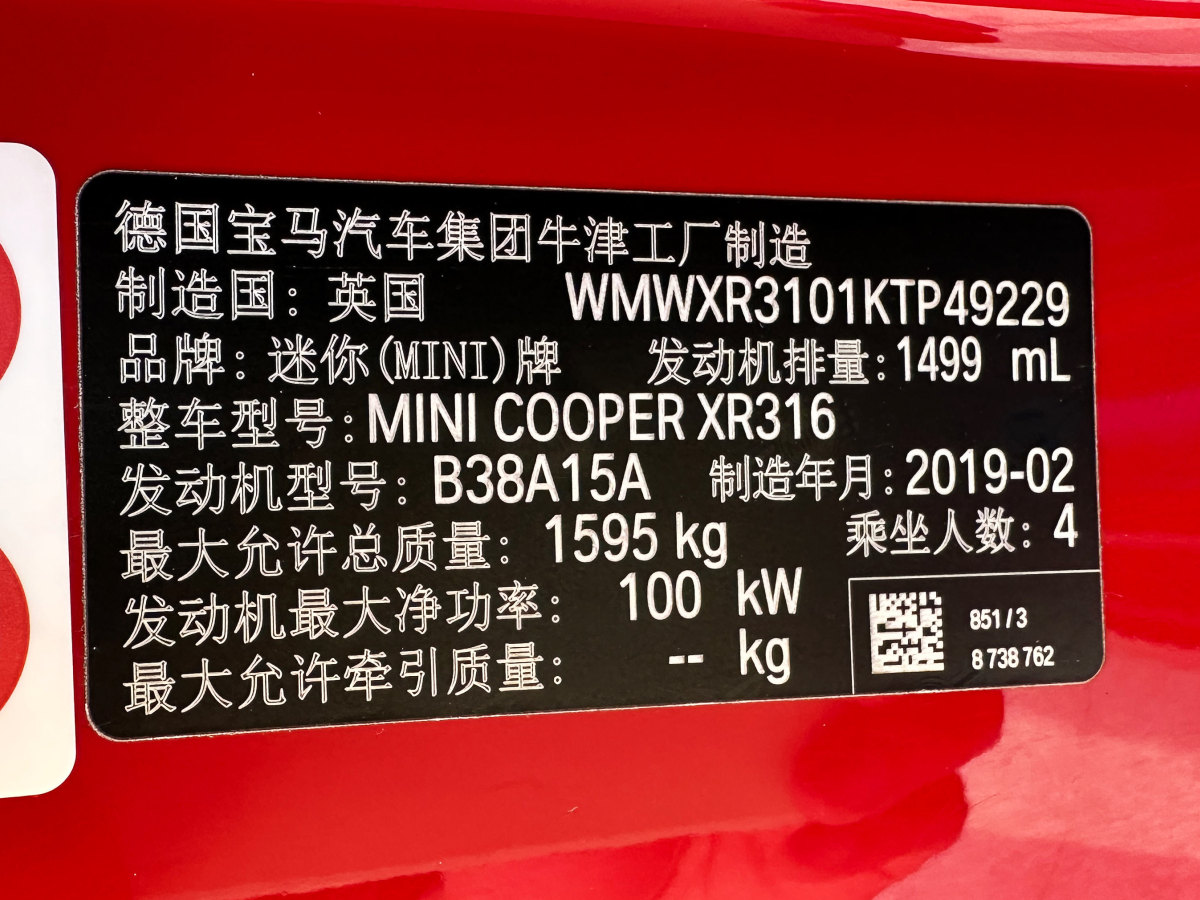 德国宝马汽车集团牛津工厂制造
制造国：英国 WMWXR3101KTP49229
品牌：迷你(MINI)牌 发动机排量:1499 mL
整车型号:MINI COOPER XR316
发动机型号：B38A15A 制造年月:2019-02
最大允许总质量：1595 kg 乘坐人数：4
发动机最大净功率：100 kW
最大允许牵引质量：-- kg
851/3
8 738 762